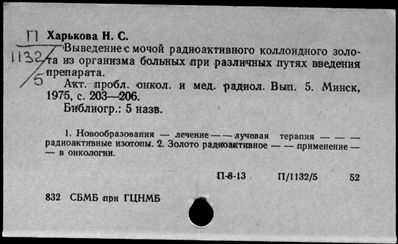 П
1132/5
Харькова Н. С.
Выведение с мочой радиоактивного коллоидного золо-
та из организма больных при различных путях введения
препарата.
Акт. пробл. онкол. и мед. радиол. Вып. 5. Минск,
1975, с. 203—206.
Библиогр.: 5 назв.
1. Новообразования — лечение — — лучевая терапия — — —
радиоактивные изотопы. 2. Золото радиоактивное — — применение —
— в онкологии.
П-8-13 П/1132/5 52
832 СБМБ при ГЦНМБ